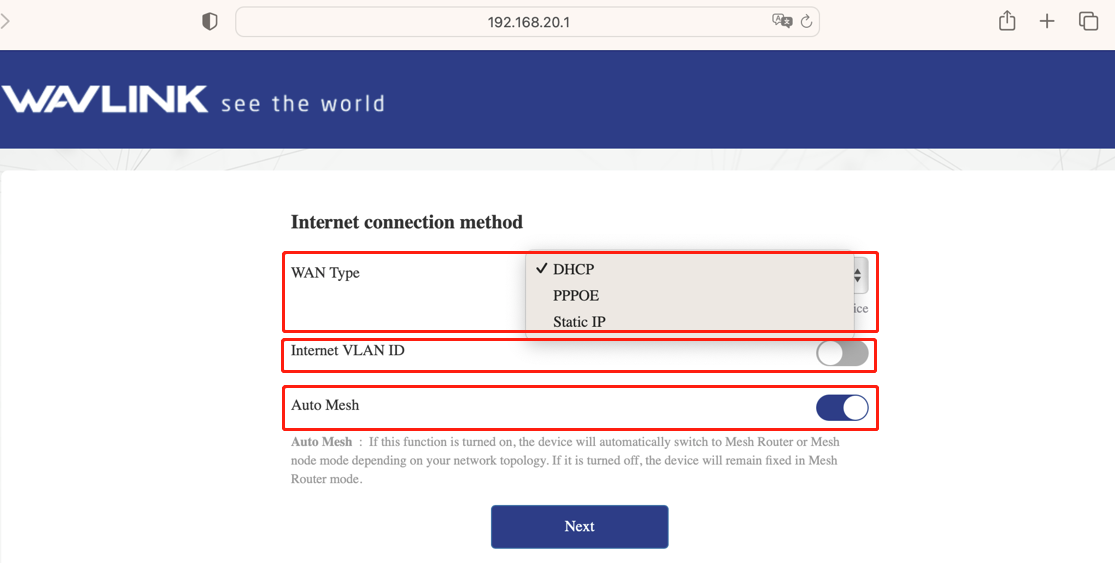 192.168.20.1
WAVLINK see the world
Internet connection method
WAN Type
DHCP
PPPOE
Static IP
Internet VLAN ID
Auto Mesh
Auto Mesh : If this function is turned on, the device will automatically switch to Mesh Router or Mesh
node mode depending on your network topology. If it is turned off, the device will remain fixed in Mesh
Router mode.
Next